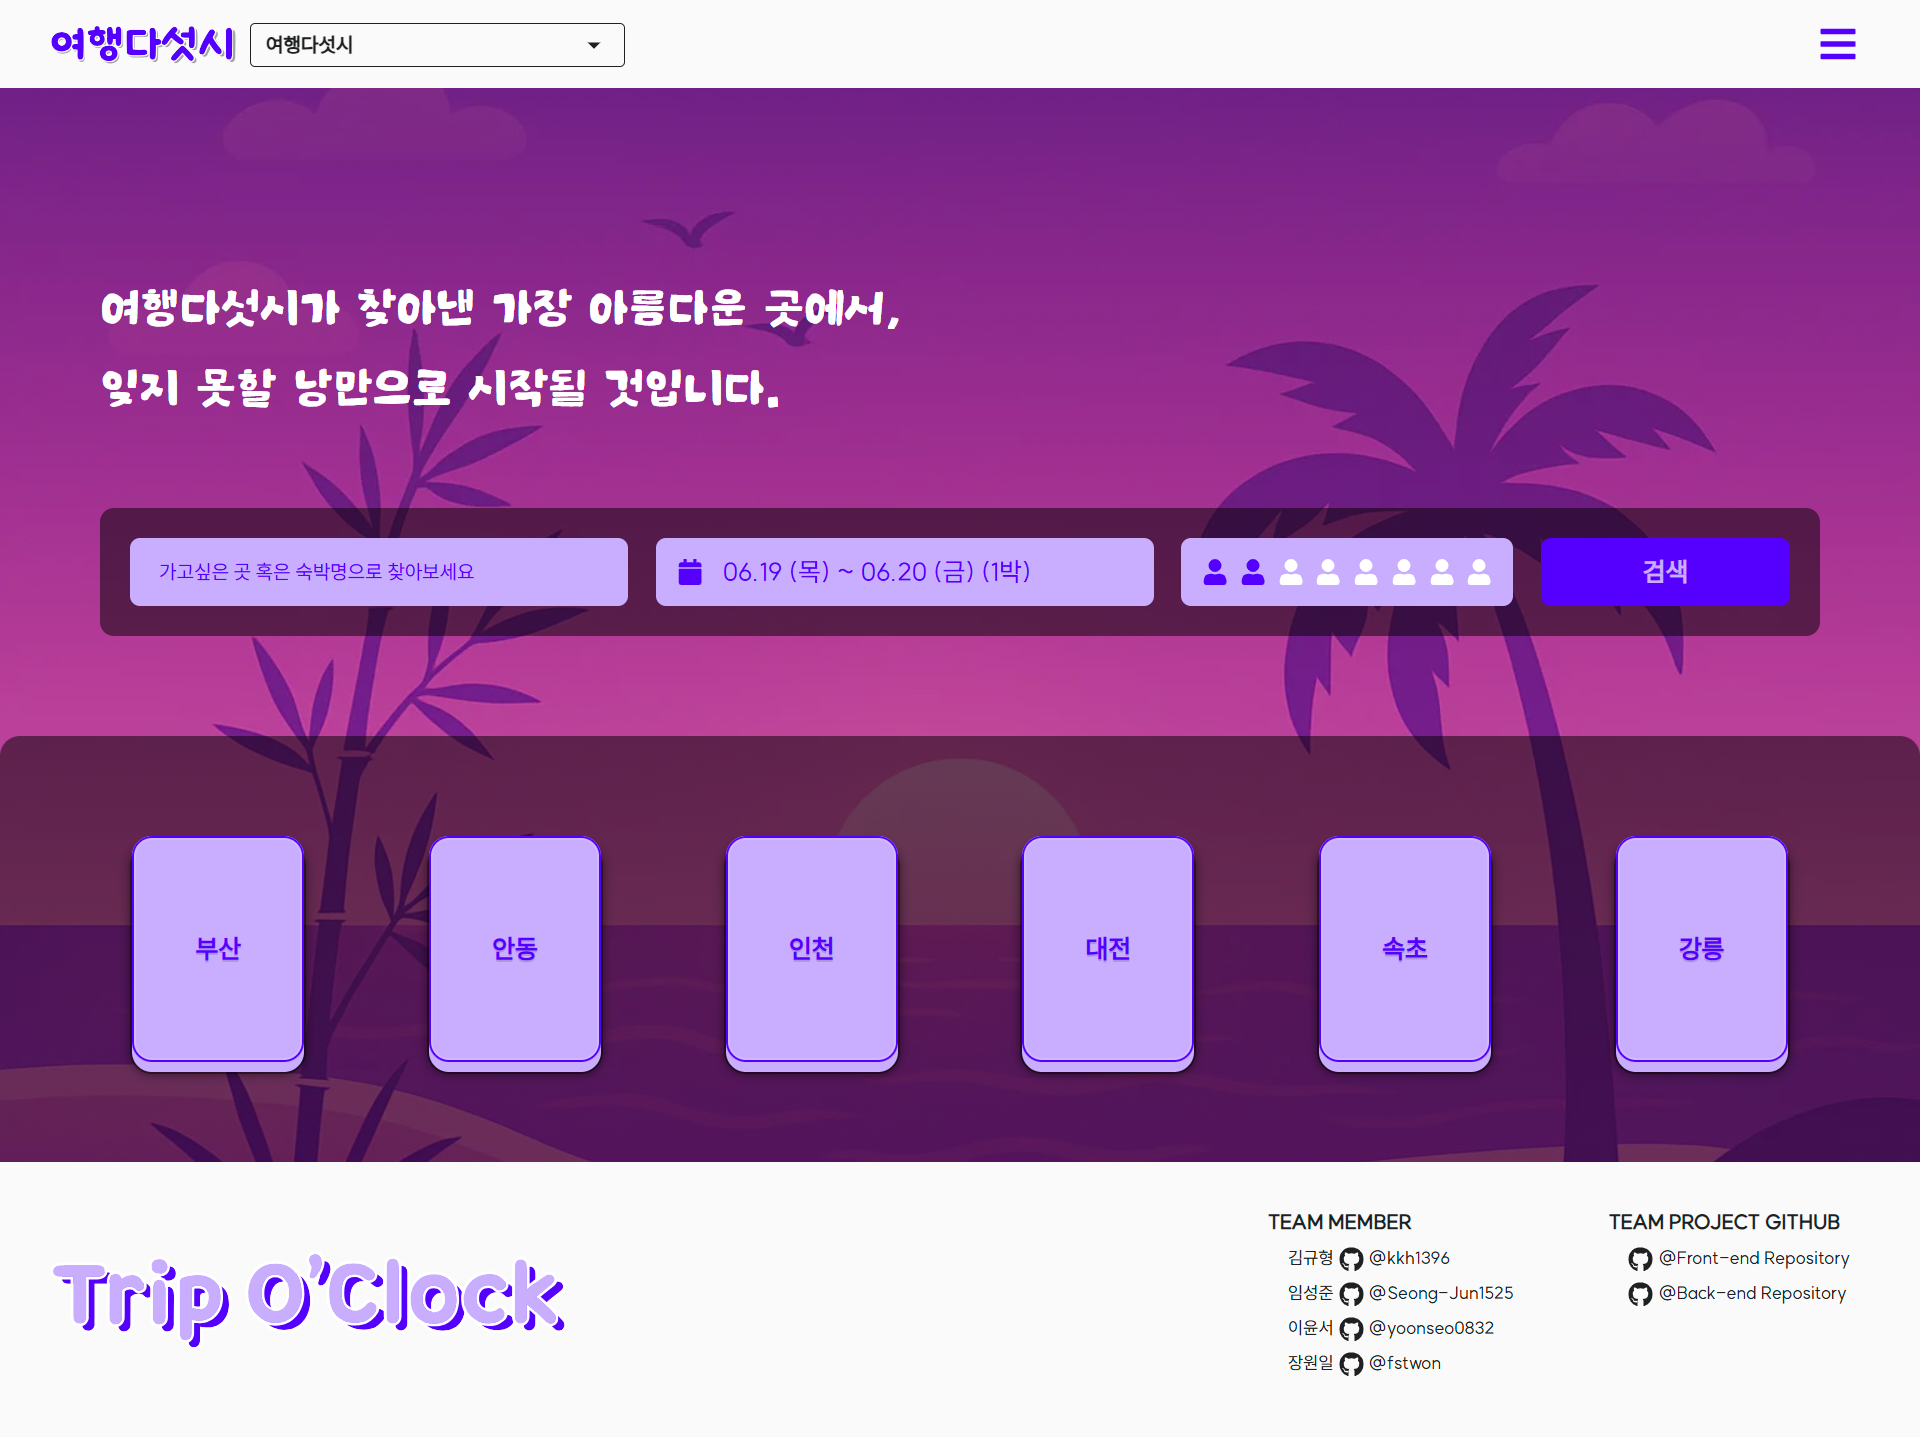 여행다섯시
여행다섯시
여행다섯시가 찾아낸 가장 아름다운 곳에서,
잊지 못할 낭만으로 시작될 것입니다.
가고싶은 곳 혹은 숙박명으로 찾아보세요
06.19 (목) ~ 06.20 (금) (1박)
검색
부산
안동
인천
대전
속초
강릉
Trip O'Clock
TEAM MEMBER
김규형 @kkh1396
임성준 @Seong-Jun1525
이윤서 @yoonseo0832
장원일 @fstwon
TEAM PROJECT GITHUB
@Front-end Repository
@Back-end Repository